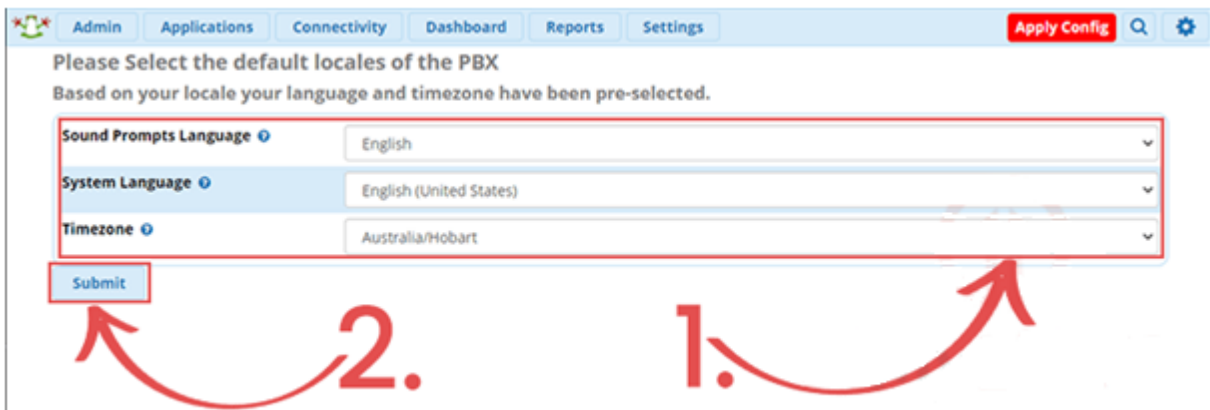 Admin Applications Connectivity Dashboard Reports Settings Apply Config
Please Select the default locales of the PBX
Based on your locale your language and timezone have been pre-selected.
Sound Prompts Language English
System Language English (United States)
Timezone Australia/Hobart
Submit
2. 1.